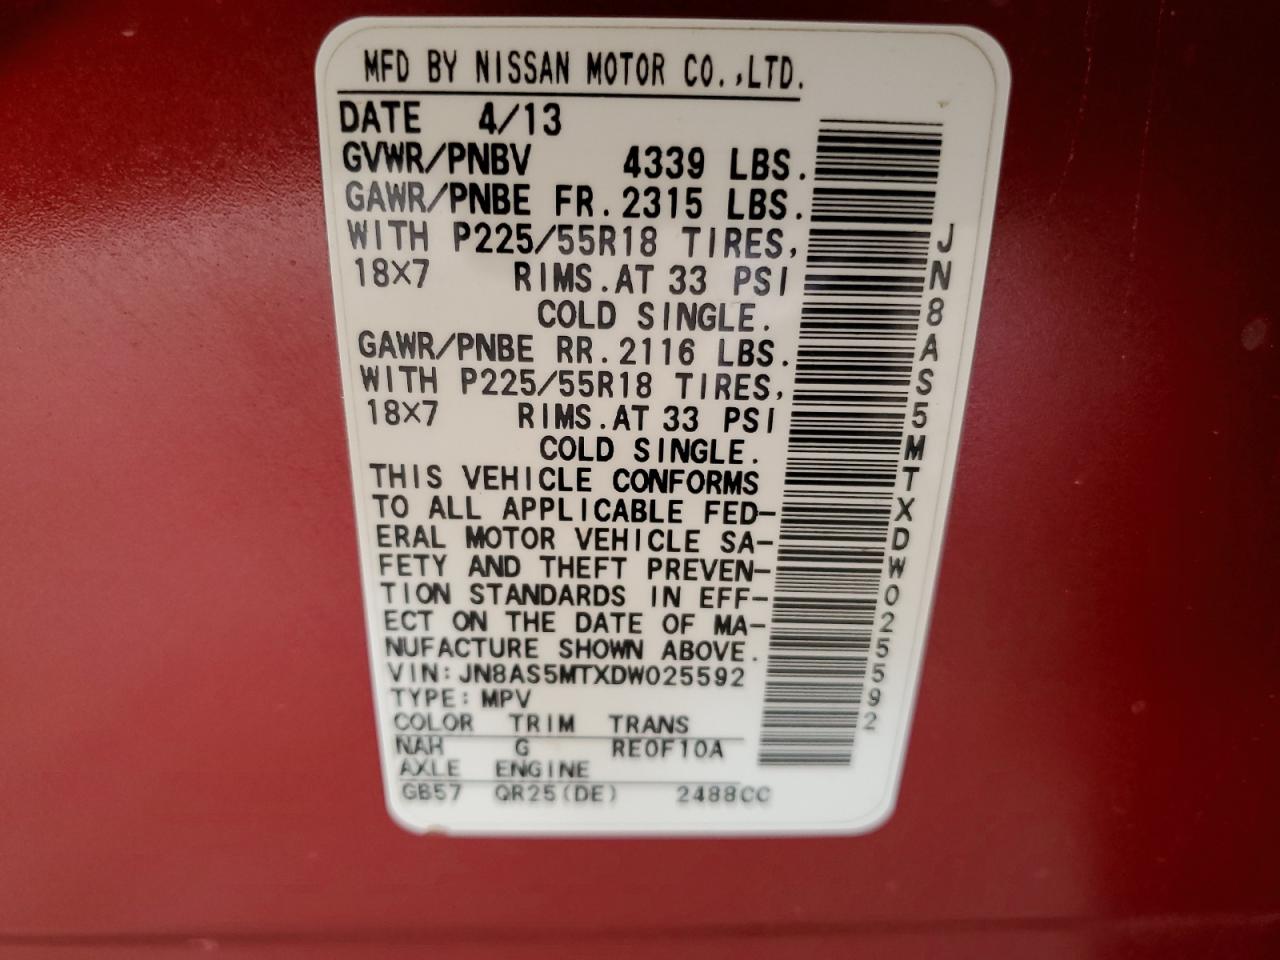 MFD BY NISSAN MOTOR CO.,LTD.
DATE 4/13
GVWR/PNBV 4339 LBS.
GAWR/PNBE FR.2315 LBS.
WITH P225/55R18 TIRES,
18X7 RIMS.AT 33 PSI
COLD SINGLE.
GAWR/PNBE RR.2116 LBS.
WITH P225/55R18 TIRES,
18X7 RIMS.AT 33 PSI
COLD SINGLE.
THIS VEHICLE CONFORMS
TO ALL APPLICABLE FED-
ERAL MOTOR VEHICLE SA-
FETY AND THEFT PREVEN-
TION STANDARDS IN EFF-
ECT ON THE DATE OF MA-
NUFACTURE SHOWN ABOVE.
VIN:JN8AS5MTXDW025592
TYPE:MPV
COLOR TRIM TRANS
NAH G RE0F10A
AXLE ENGINE
GB57 QR25(DE) 2488CC
JN8AS5MTXDW025592